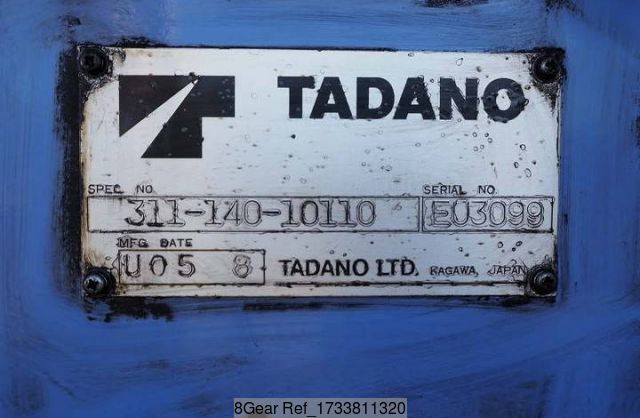 TADANO
SPEC. NO. SERIAL NO.
311-140-10110 EU3099
MFG DATE
U05 8 TADANO LTD. KAGAWA, JAPAN
8Gear Ref_1733811320